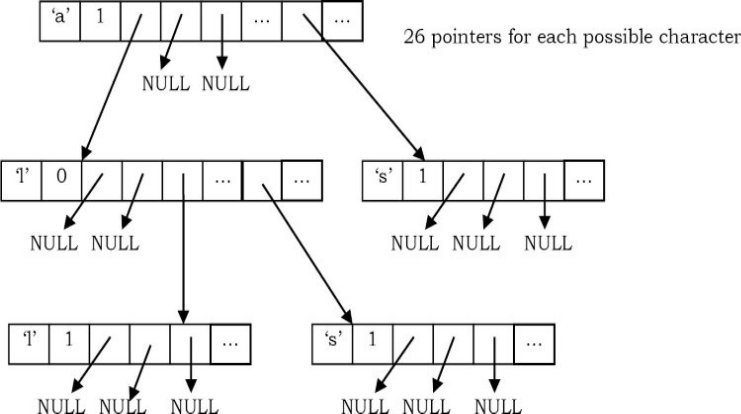 ‘a’ 1 ... ...
26 pointers for each possible character
NULL NULL
‘l’ 0 ... ...
‘s’ 1 ...
NULL NULL
NULL NULL NULL
‘l’ 1 ...
‘s’ 1 ...
NULL NULL NULL
NULL NULL NULL